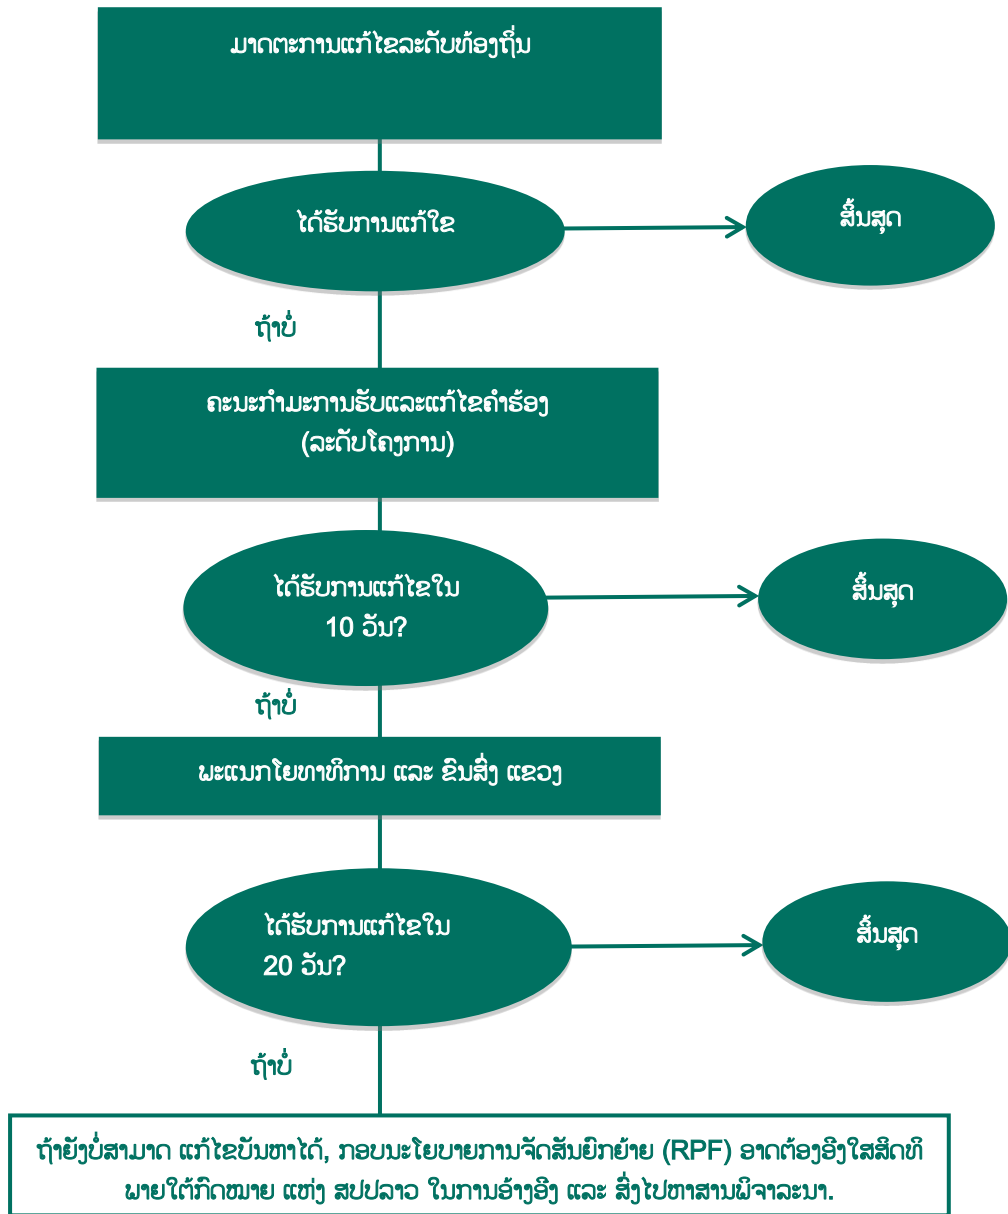 ມາດຕະການແກ້ໄຂລະດັບທ້ອງຖິ່ນ
ໄດ້ຮັບການແກ້ໃຂ
ສິ້ນສຸດ
ຖ້າບໍ່
ຄະນະກຳມະການຮັບແລະແກ້ໄຂຄຳຮ້ອງ
(ລະດັບໂຄງການ)
ໄດ້ຮັບການແກ້ໄຂໃນ
10 ວັນ?
ສິ້ນສຸດ
ຖ້າບໍ່
ພະແນກໂຍທາທິການ ແລະ ຂົນສົ່ງ ແຂວງ
ໄດ້ຮັບການແກ້ໄຂໃນ
20 ວັນ?
ສິ້ນສຸດ
ຖ້າບໍ່
ຖ້າຍັງບໍ່ສາມາດ ແກ້ໄຂບັນຫາໄດ້, ກອບນະໂຍບາຍການຈັດສັນຍົກຍ້າຍ (RPF) ອາດຕ້ອງອີງໃສສິດທິ
ພາຍໃຕ້ກົດໝາຍ ແຫ່ງ ສປປລາວ ໃນການອ້າງອີງ ແລະ ສົ່ງໄປຫາສານພິຈາລະນາ.